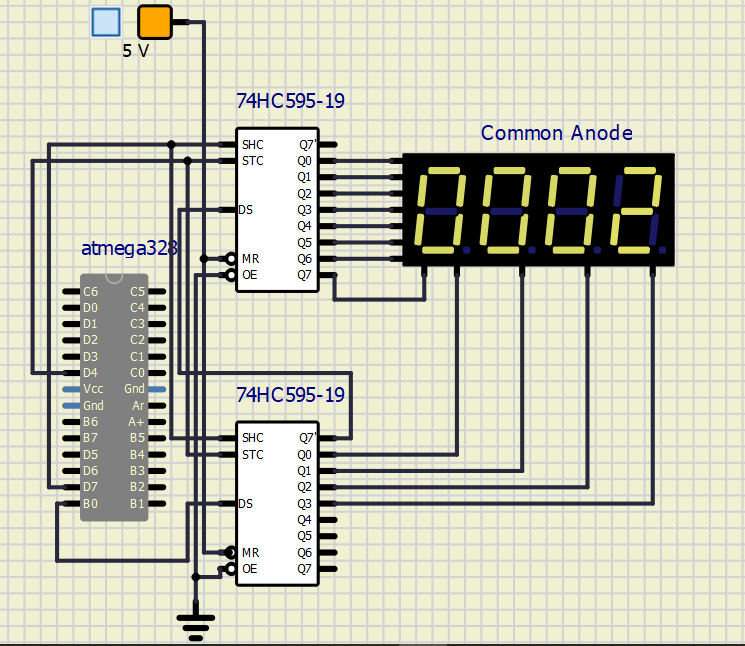 5 V
74HC595-19
SHC Q7'
STC Q0
Q1
Q2
DS Q3
Q4
Q5
MR Q6
OE Q7
Common Anode
atmega328
C6 C5
D0 C4
D1 C3
D2 C2
D3 C1
D4 C0
Vcc Gnd
Gnd Ar
B6 A+
B7 B5
D5 B4
D6 B3
D7 B2
B0 B1
74HC595-19
SHC Q7'
STC Q0
Q1
Q2
DS Q3
Q4
Q5
MR Q6
OE Q7
0002